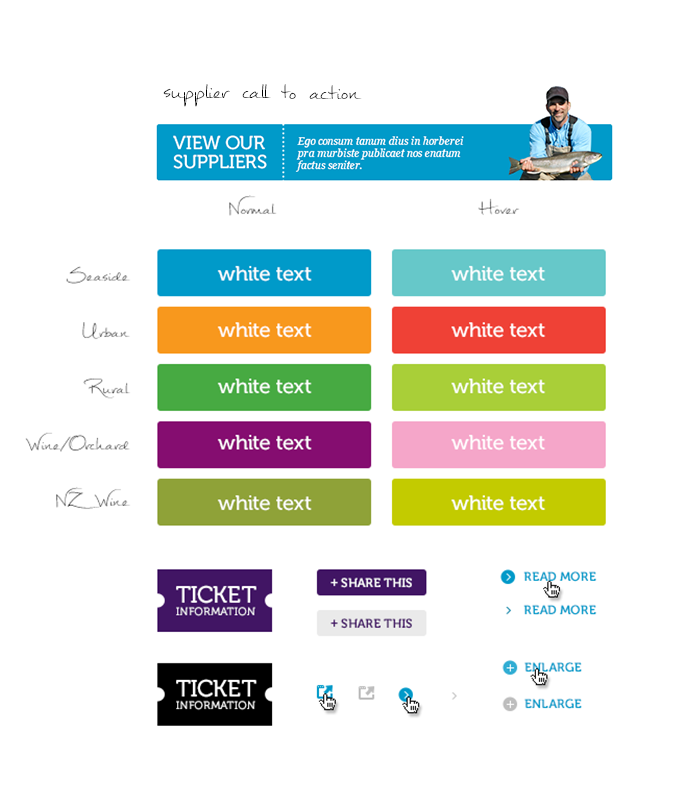 supplier call to action
VIEW OUR
SUPPLIERS
Ego consum tanum dius in horberei
pra murbiste publicaet nos enatum
factus seniter.
Normal Hover
Seaside white text white text
Urban white text white text
Rural white text white text
Wine/Orchard white text white text
NZ_Wine white text white text
TICKET
INFORMATION
+ SHARE THIS
+ SHARE THIS
READ MORE
READ MORE
TICKET
INFORMATION
ENLARGE
ENLARGE